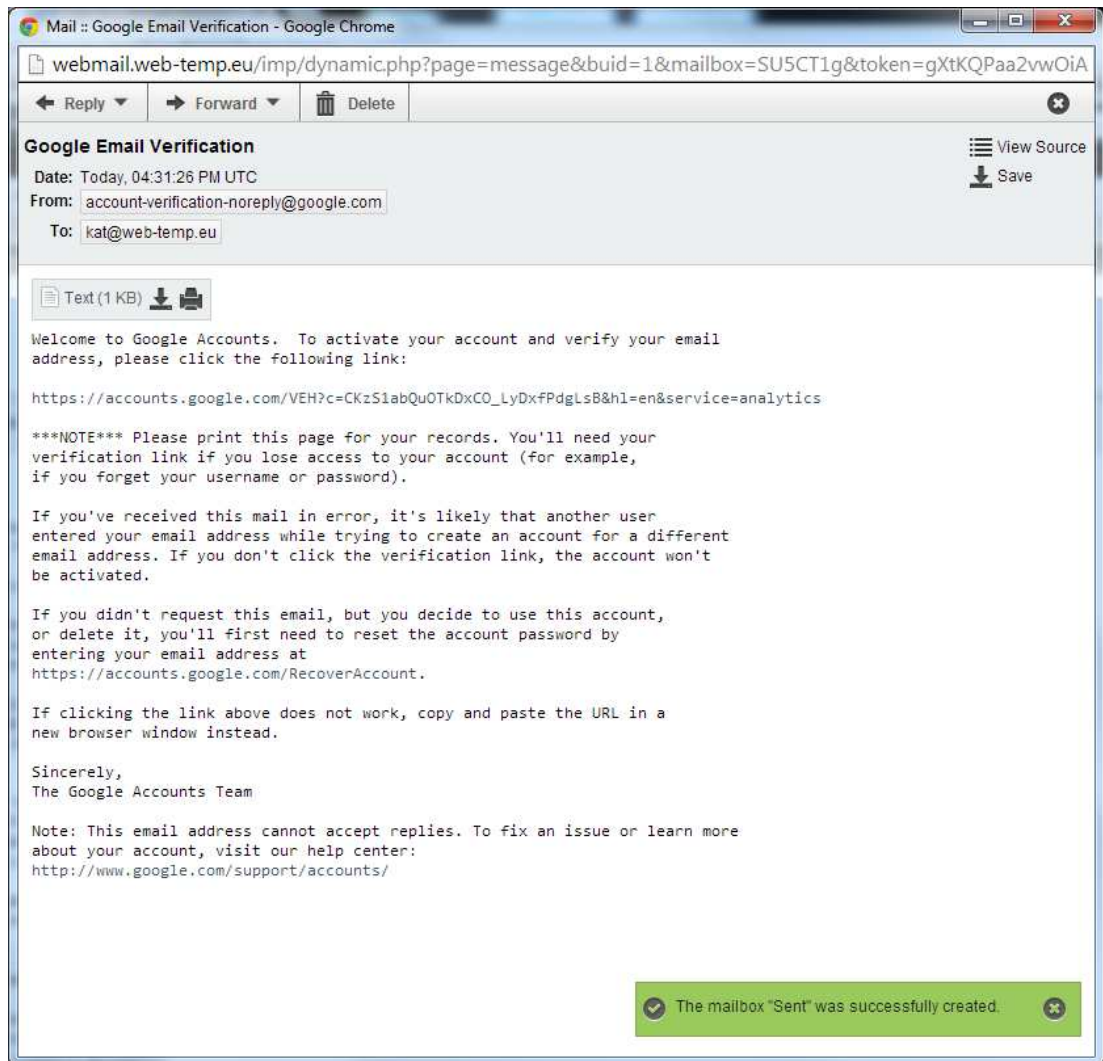 Mail :: Google Email Verification - Google Chrome
webmail.web-temp.eu/imp/dynamic.php?page=message&buid=1&mailbox=SU5CT1g&token=gXtKQPaa2vwOiA
Reply Forward Delete
Google Email Verification
View Source
Date: Today, 04:31:26 PM UTC
Save
From: account-verification-noreply@google.com
To: kat@web-temp.eu
Text (1 KB)
Welcome to Google Accounts.  To activate your account and verify your email
address, please click the following link:
https://accounts.google.com/VEH?c=CKzS1abQuOTkDxCO_LyDxfPdgLsB&hl=en&service=analytics
***NOTE*** Please print this page for your records. You'll need your
verification link if you lose access to your account (for example,
if you forget your username or password).
If you've received this mail in error, it's likely that another user
entered your email address while trying to create an account for a different
email address. If you don't click the verification link, the account won't
be activated.
If you didn't request this email, but you decide to use this account,
or delete it, you'll first need to reset the account password by
entering your email address at
https://accounts.google.com/RecoverAccount.
If clicking the link above does not work, copy and paste the URL in a
new browser window instead.
Sincerely,
The Google Accounts Team
Note: This email address cannot accept replies. To fix an issue or learn more
about your account, visit our help center:
http://www.google.com/support/accounts/
The mailbox "Sent" was successfully created.